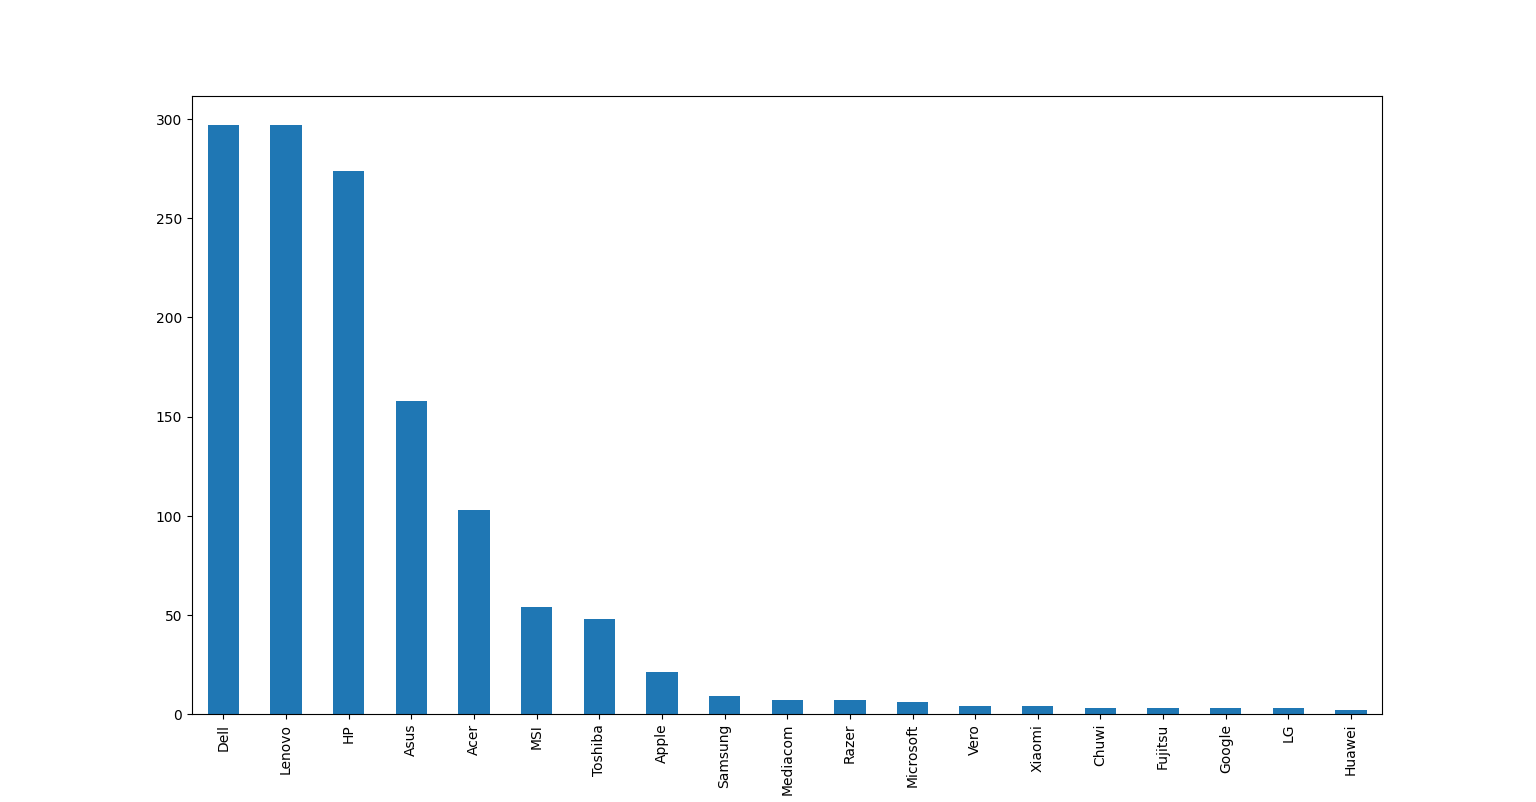 300
250
200
150
100
50
0
Dell
Lenovo
HP
Asus
Acer
MSI
Toshiba
Apple
Samsung
Mediacom
Razer
Microsoft
Vero
Xiaomi
Chuwi
Fujitsu
Google
LG
Huawei